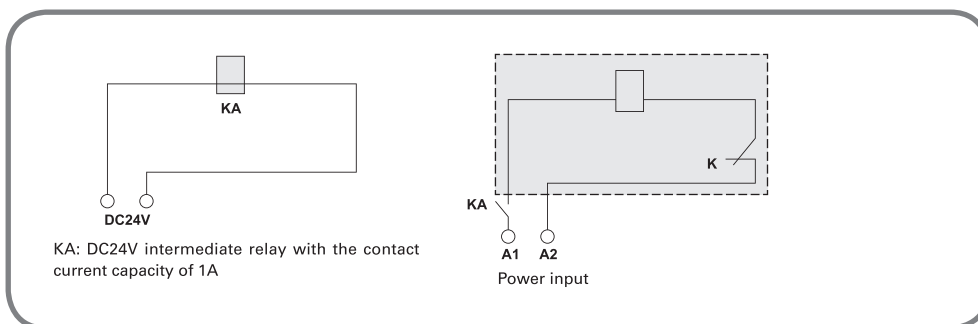 KA
DC24V
KA: DC24V intermediate relay with the contact
current capacity of 1A
K
KA
A1 A2
Power input